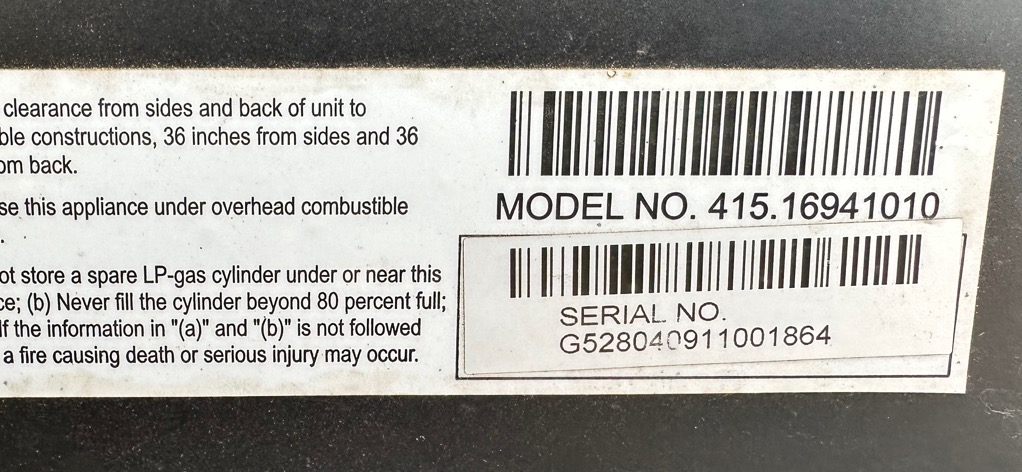 clearance from sides and back of unit to
ble constructions, 36 inches from sides and 36
om back.
se this appliance under overhead combustible
.
ot store a spare LP-gas cylinder under or near this
ce; (b) Never fill the cylinder beyond 80 percent full;
If the information in "(a)" and "(b)" is not followed
a fire causing death or serious injury may occur.
MODEL NO. 415.16941010
SERIAL NO.
G528040911001864